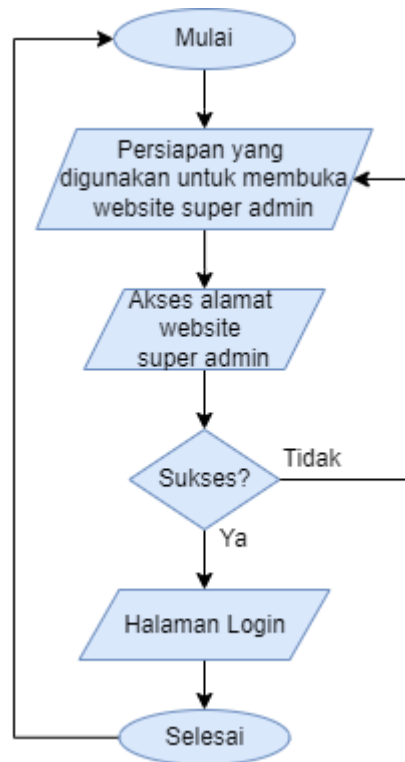 Mulai
Persiapan yang
digunakan untuk membuka
website super admin
Akses alamat
website
super admin
Sukses?
Tidak
Ya
Halaman Login
Selesai